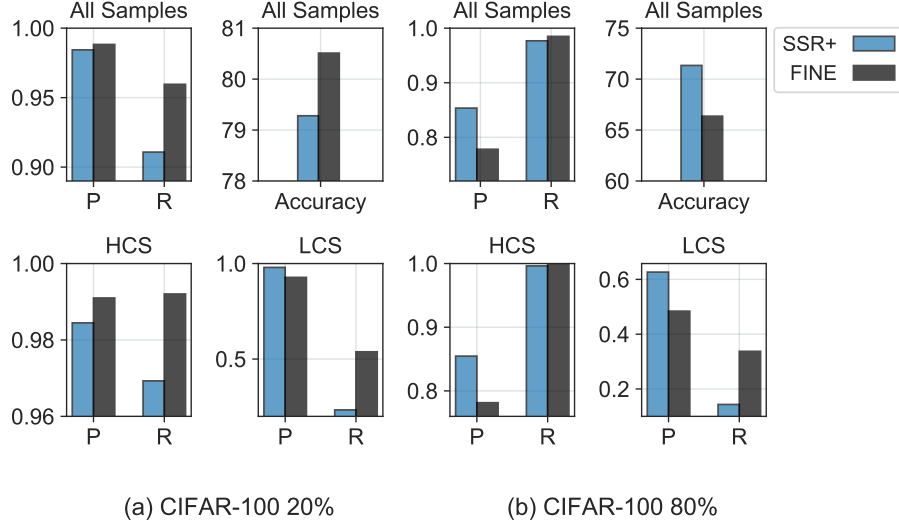 All Samples
1.00
0.95
0.90
P R
All Samples
81
80
79
78
Accuracy
All Samples
1.0
0.9
0.8
P R
All Samples
75
70
65
60
Accuracy
SSR+
FINE
HCS
1.00
0.98
0.96
P R
LCS
1.0
0.5
P R
HCS
1.0
0.9
0.8
P R
LCS
0.6
0.4
0.2
P R
(a) CIFAR-100 20%
(b) CIFAR-100 80%